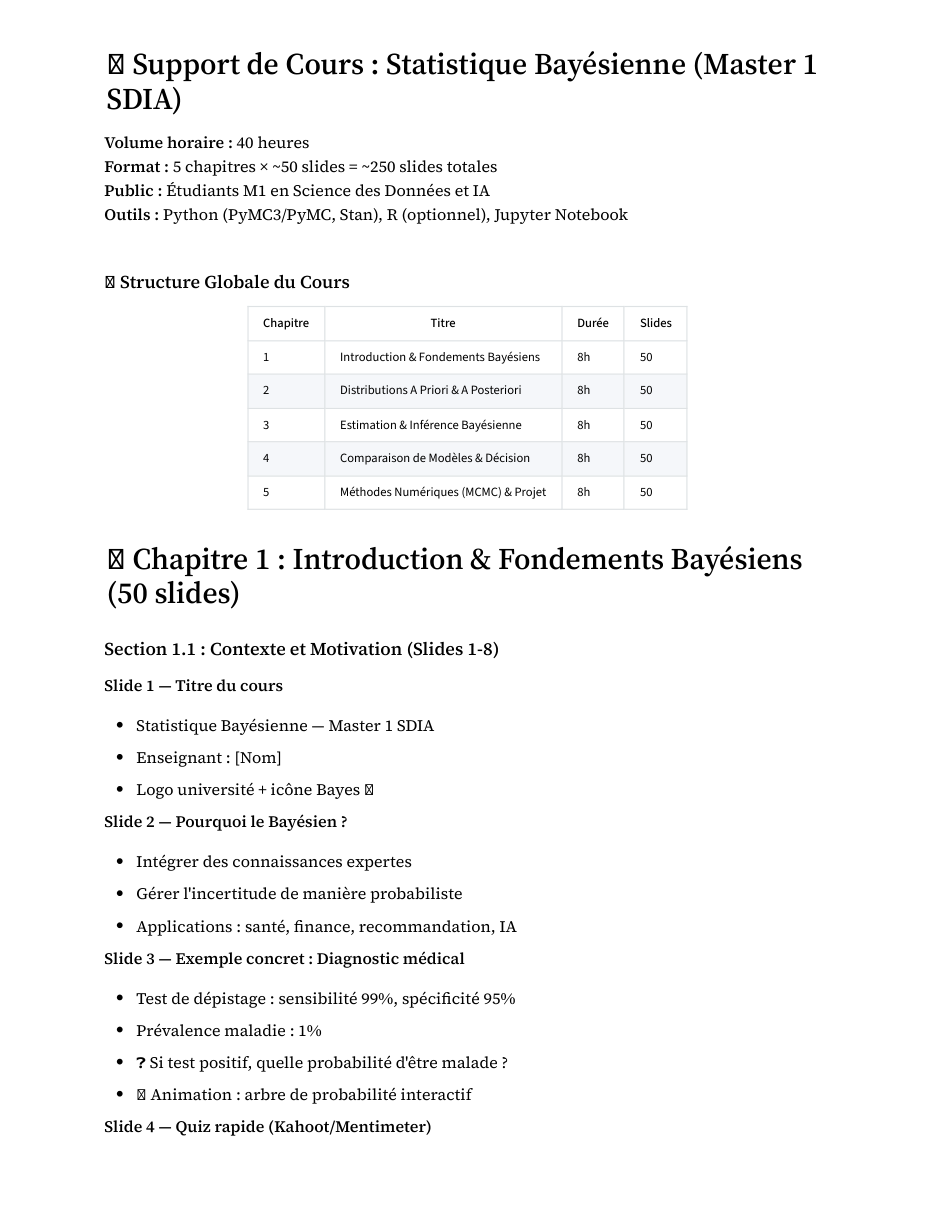 Support de Cours : Statistique Bayésienne (Master 1
SDIA)
Volume horaire : 40 heures
Format : 5 chapitres × ~50 slides = ~250 slides totales
Public : Étudiants M1 en Science des Données et IA
Outils : Python (PyMC3/PyMC, Stan), R (optionnel), Jupyter Notebook
Structure Globale du Cours
Chapitre Titre Durée Slides
1 Introduction & Fondements Bayésiens 8h 50
2 Distributions A Priori & A Posteriori 8h 50
3 Estimation & Inférence Bayésienne 8h 50
4 Comparaison de Modèles & Décision 8h 50
5 Méthodes Numériques (MCMC) & Projet 8h 50
Chapitre 1 : Introduction & Fondements Bayésiens
(50 slides)
Section 1.1 : Contexte et Motivation (Slides 1-8)
Slide 1 — Titre du cours
• Statistique Bayésienne — Master 1 SDIA
• Enseignant : [Nom]
• Logo université + icône Bayes
Slide 2 — Pourquoi le Bayésien ?
• Intégrer des connaissances expertes
• Gérer l'incertitude de manière probabiliste
• Applications : santé, finance, recommandation, IA
Slide 3 — Exemple concret : Diagnostic médical
• Test de dépistage : sensibilité 99%, spécificité 95%
• Prévalence maladie : 1%
• ? Si test positif, quelle probabilité d'être malade ?
• Animation : arbre de probabilité interactif
Slide 4 — Quiz rapide (Kahoot/Mentimeter)